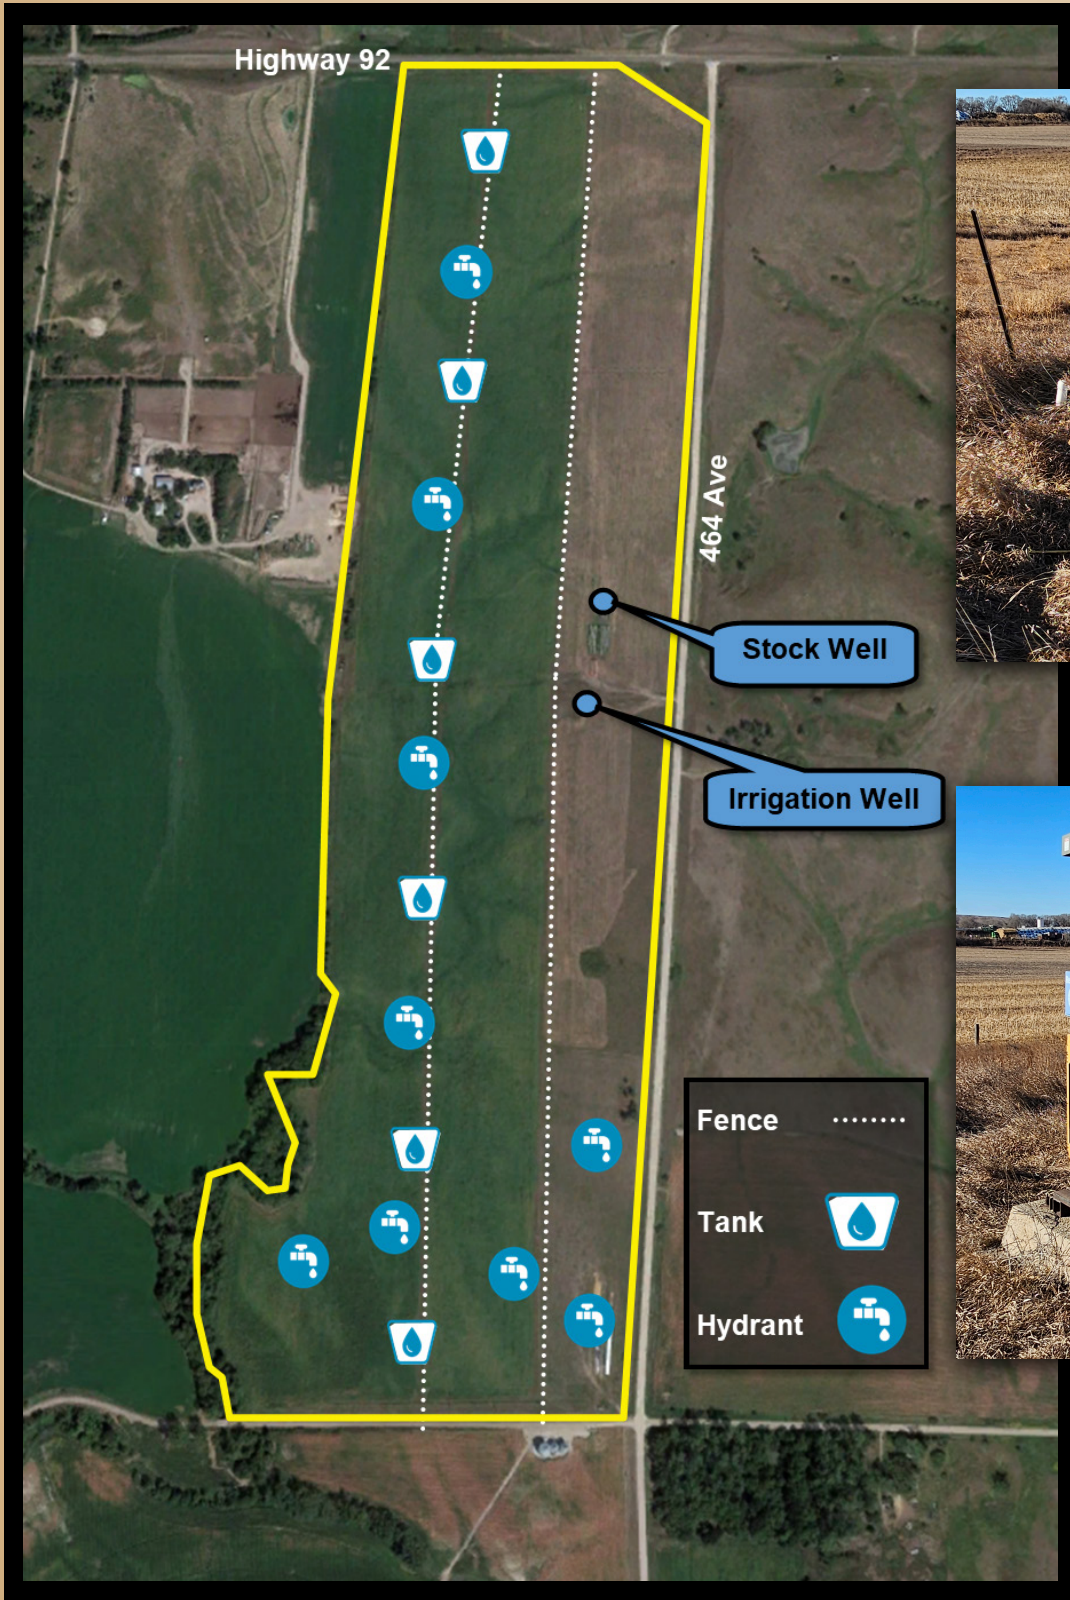 Highway 92
464 Ave
Stock Well
Irrigation Well
Fence
Tank
Hydrant